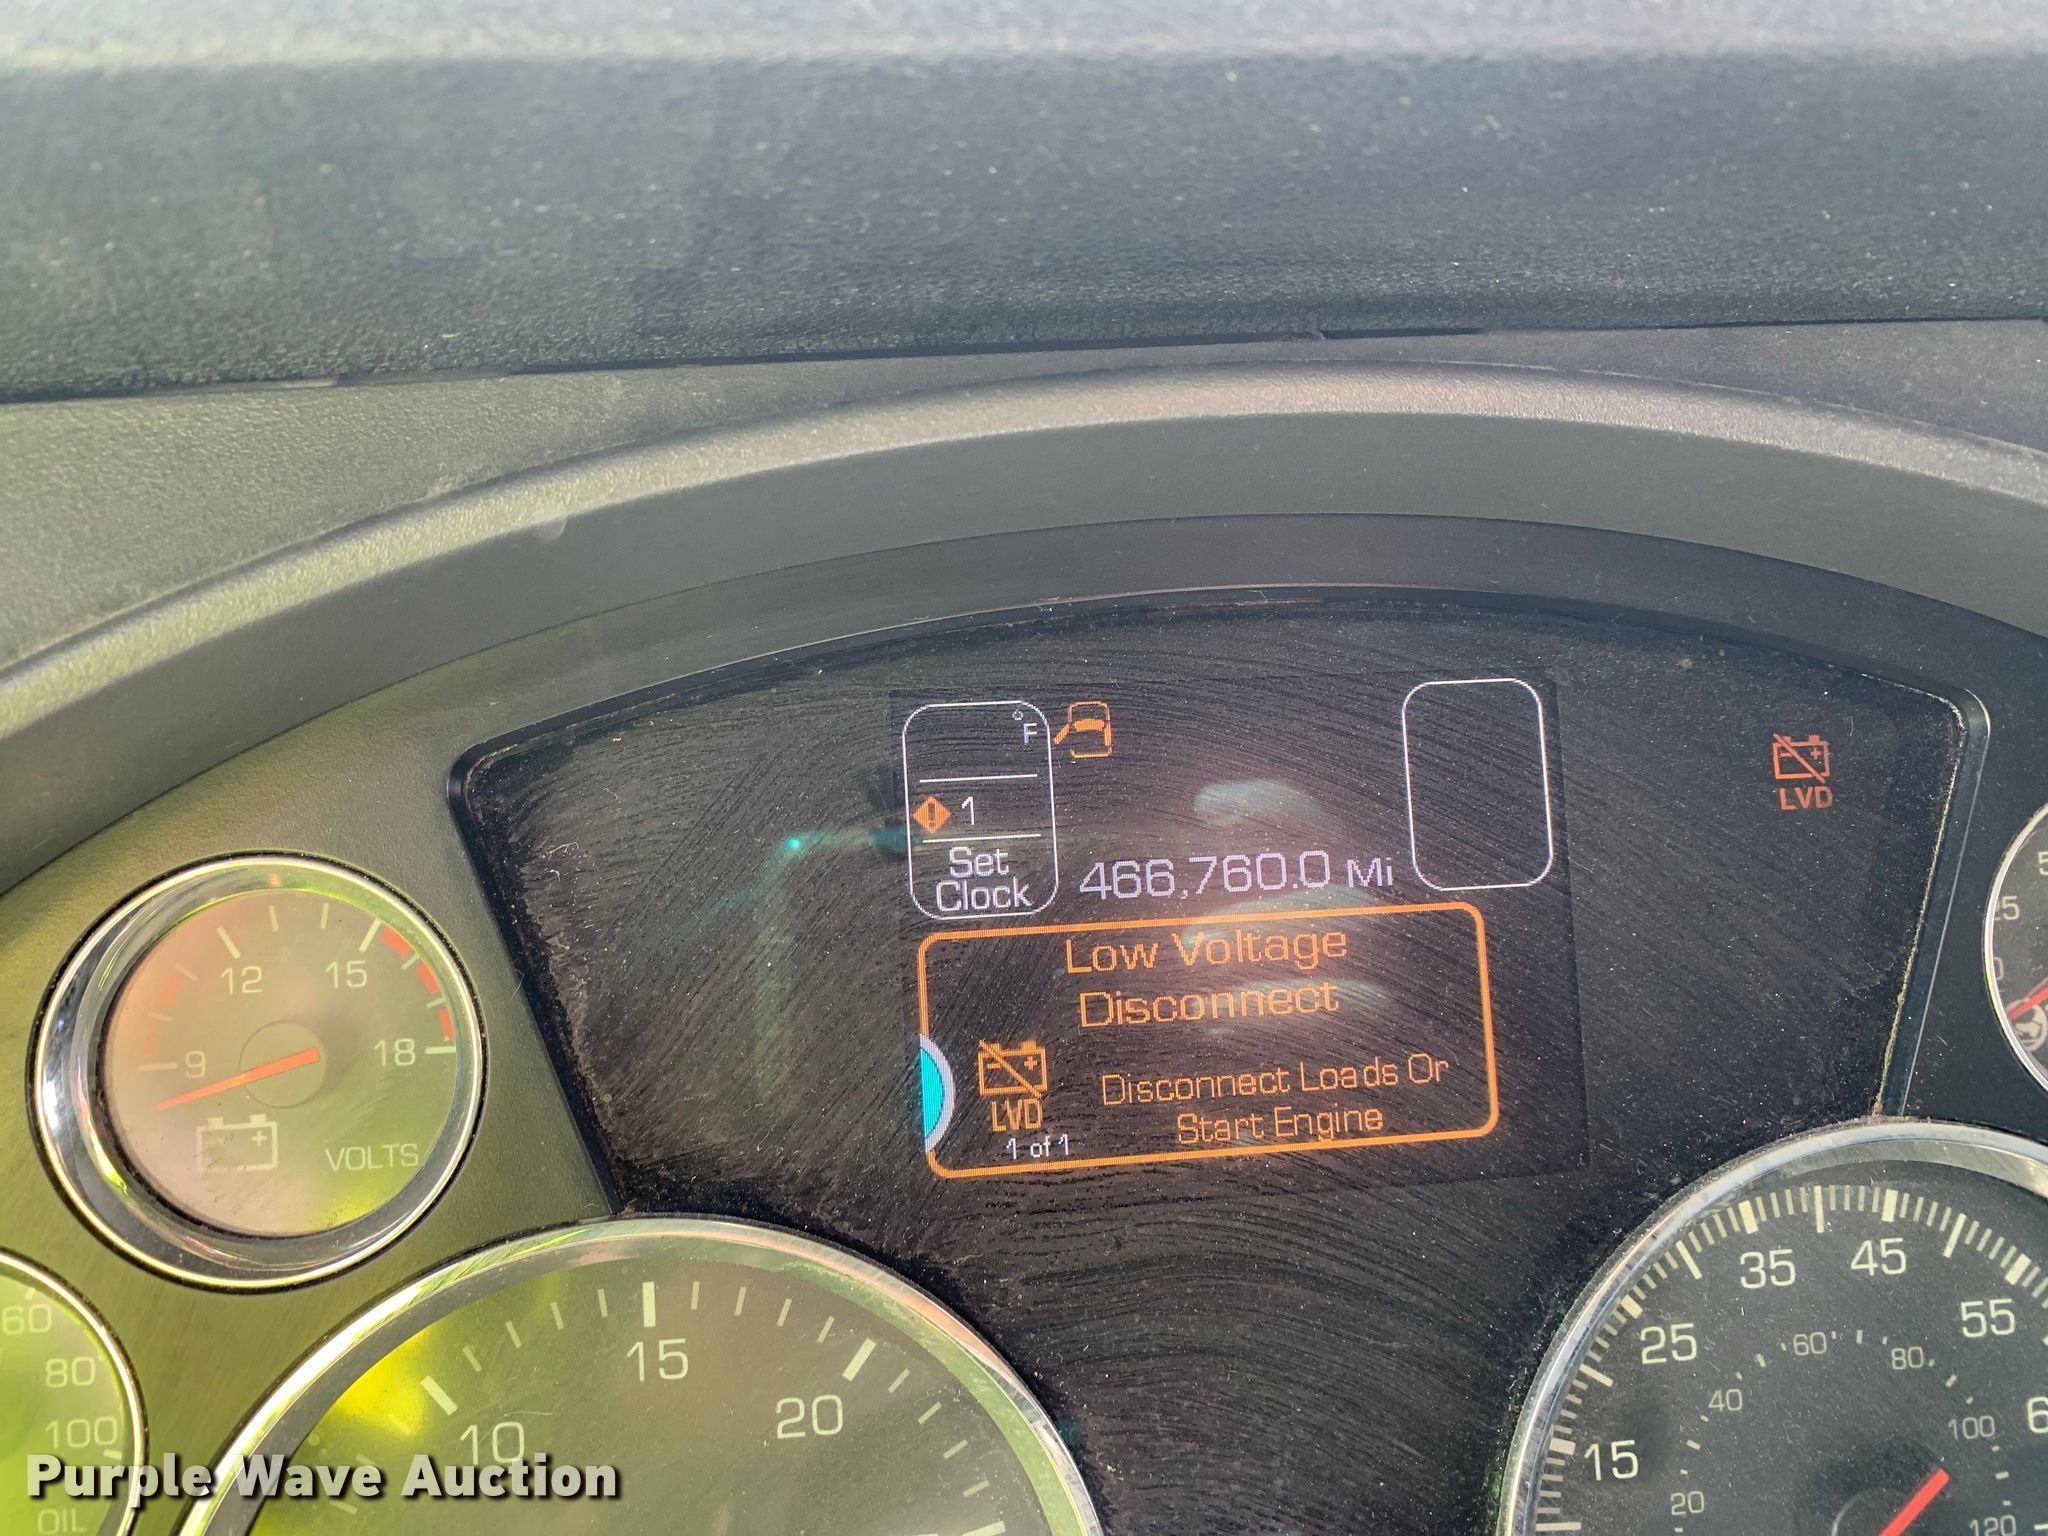 °F
1
Set
Clock
466,760.0 Mi
LVD
Low Voltage
Disconnect
LVD
Disconnect Loads Or
Start Engine
1 of 1
9
12
15
18
VOLTS
60
80
100
OIL
10
15
20
15
25
35
45
55
20
40
60
80
100
120
Purple Wave Auction